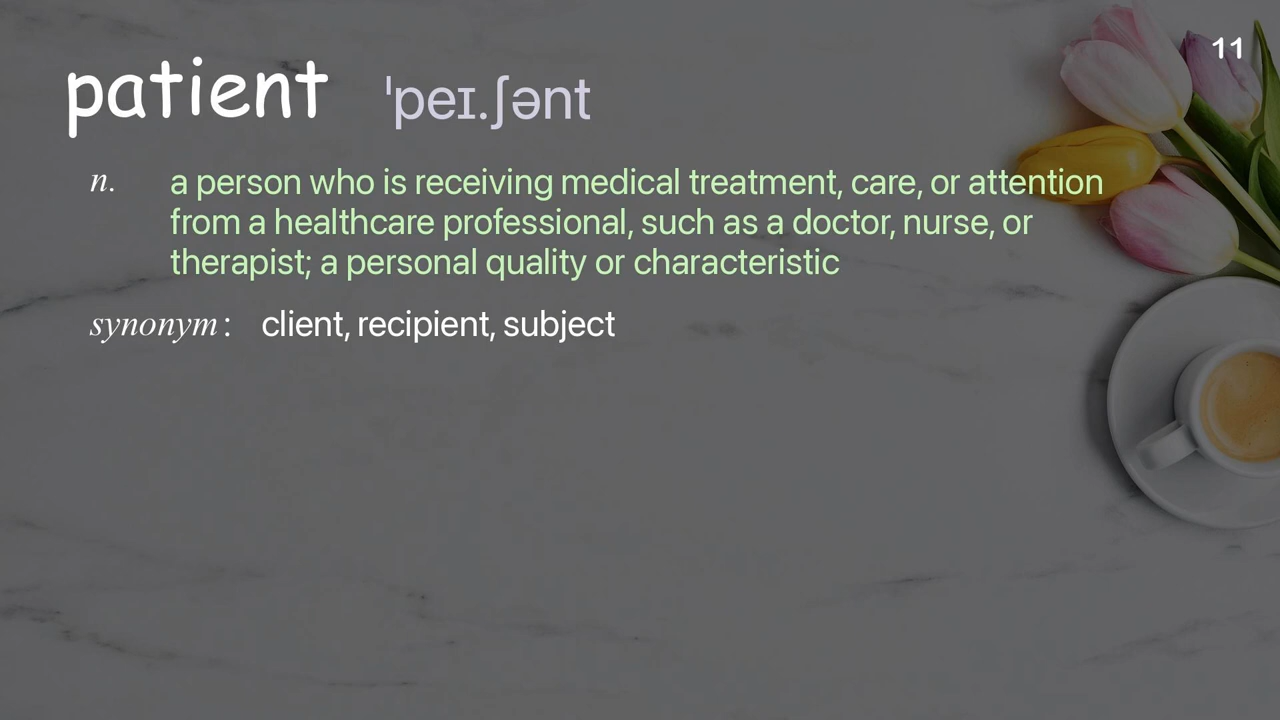 11
patient ˈpeɪ.ʃənt
n. a person who is receiving medical treatment, care, or attention
from a healthcare professional, such as a doctor, nurse, or
therapist; a personal quality or characteristic
synonym: client, recipient, subject